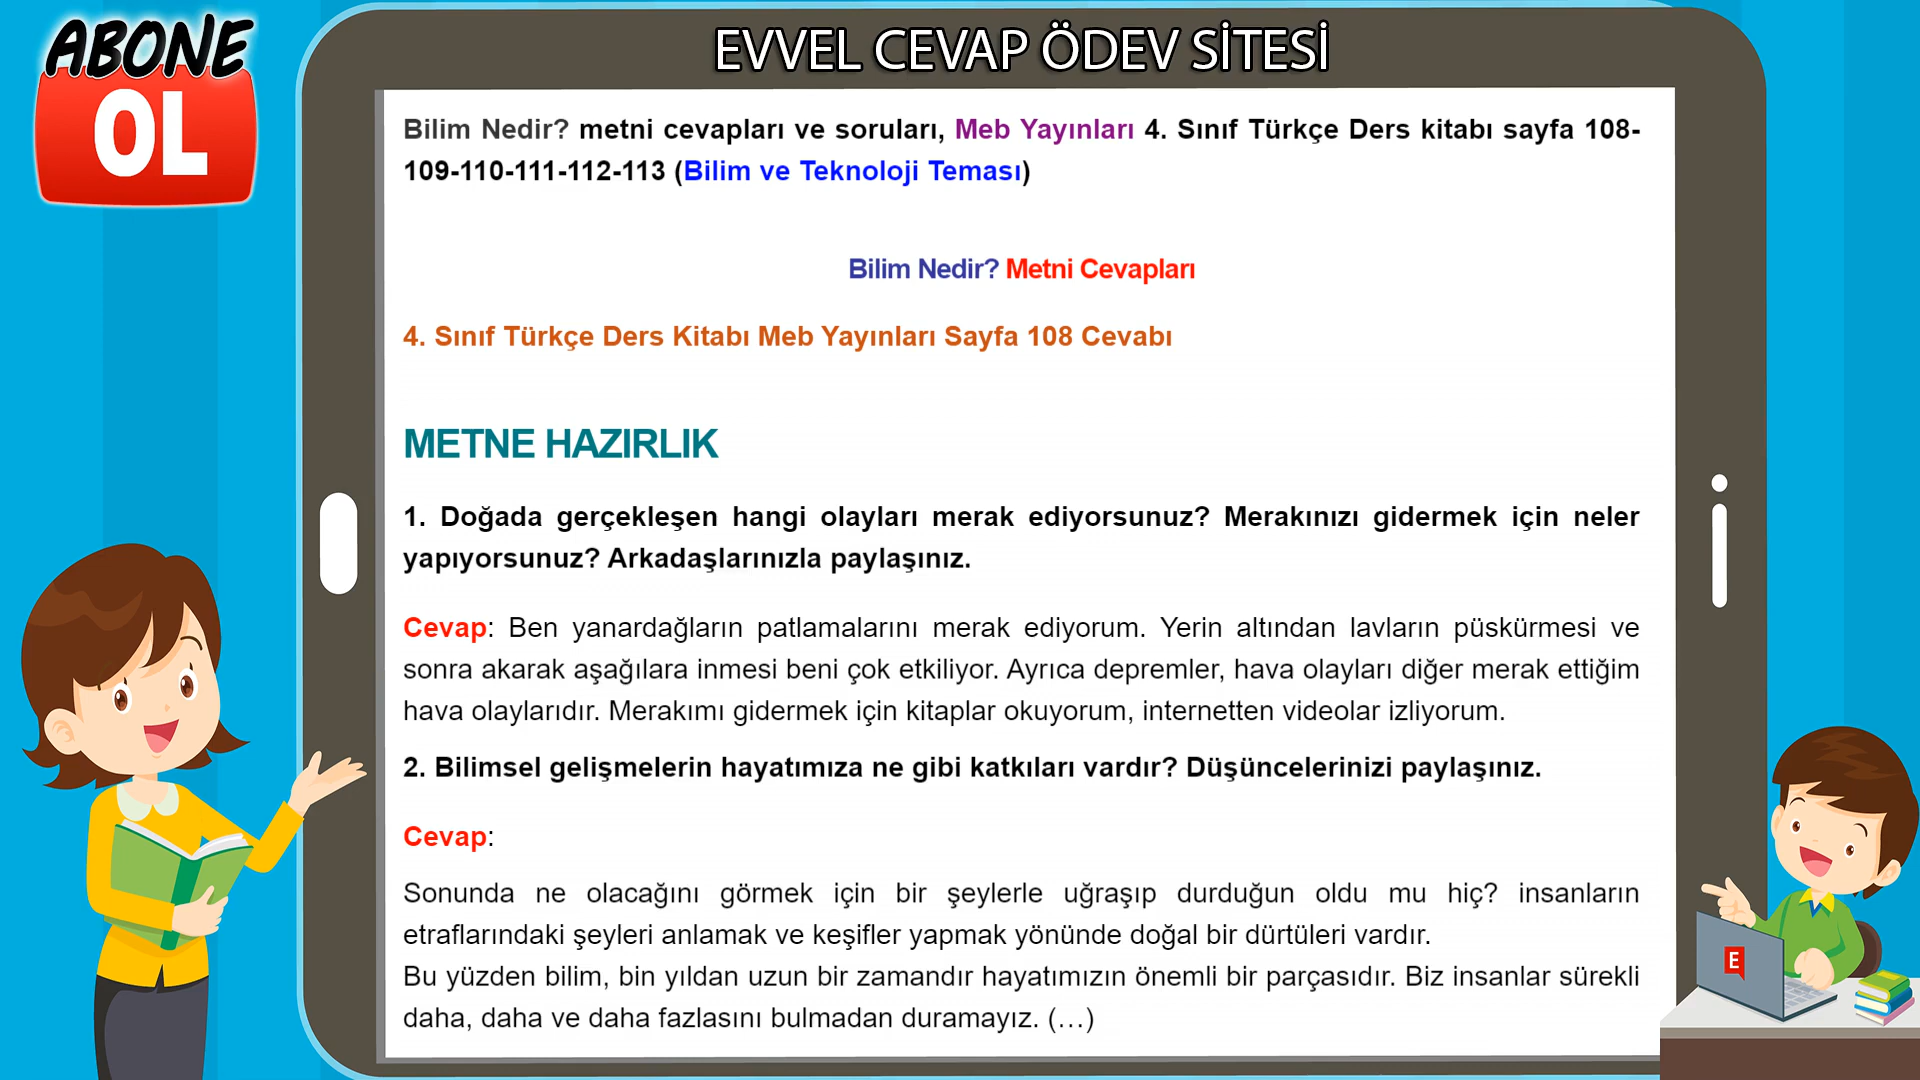 ABONE
OL
EVVEL CEVAP ÖDEV SİTESİ
Bilim Nedir? metni cevapları ve soruları, Meb Yayınları 4. Sınıf Türkçe Ders kitabı sayfa 108-
109-110-111-112-113 (Bilim ve Teknoloji Teması)
Bilim Nedir? Metni Cevapları
4. Sınıf Türkçe Ders Kitabı Meb Yayınları Sayfa 108 Cevabı
METNE HAZIRLIK
1. Doğada gerçekleşen hangi olayları merak ediyorsunuz? Merakınızı gidermek için neler
yapıyorsunuz? Arkadaşlarınızla paylaşınız.
Cevap: Ben yanardağların patlamalarını merak ediyorum. Yerin altından lavların püskürmesi ve
sonra akarak aşağılara inmesi beni çok etkiliyor. Ayrıca depremler, hava olayları diğer merak ettiğim
hava olaylarıdır. Merakımı gidermek için kitaplar okuyorum, internetten videolar izliyorum.
2. Bilimsel gelişmelerin hayatımıza ne gibi katkıları vardır? Düşüncelerinizi paylaşınız.
Cevap:
Sonunda ne olacağını görmek için bir şeylerle uğraşıp durduğun oldu mu hiç? insanların
etraflarındaki şeyleri anlamak ve keşifler yapmak yönünde doğal bir dürtüleri vardır.
Bu yüzden bilim, bin yıldan uzun bir zamandır hayatımızın önemli bir parçasıdır. Biz insanlar sürekli
daha, daha ve daha fazlasını bulmadan duramayız. (…)
E